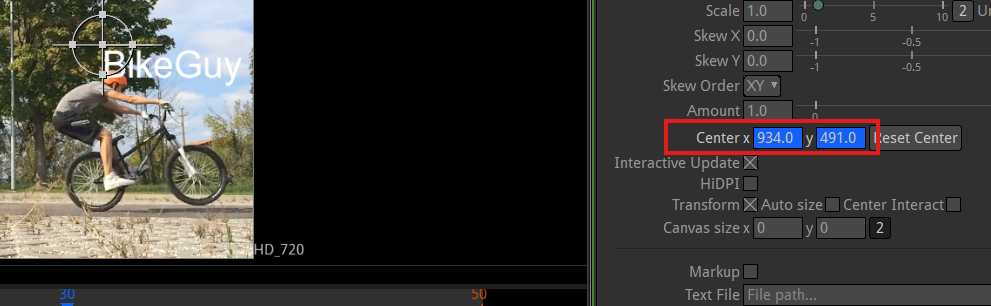 BikeGuy
HD_720
30 50
Scale 1.0 0 5 10 2
Skew X 0.0 -1 -0.5
Skew Y 0.0 -1 -0.5
Skew Order XY
Amount 1.0 0
Center x 934.0 y 491.0 Reset Center
Interactive Update
HiDPI
Transform Auto size Center Interact
Canvas size x 0 y 0 2
Markup
Text File File path...